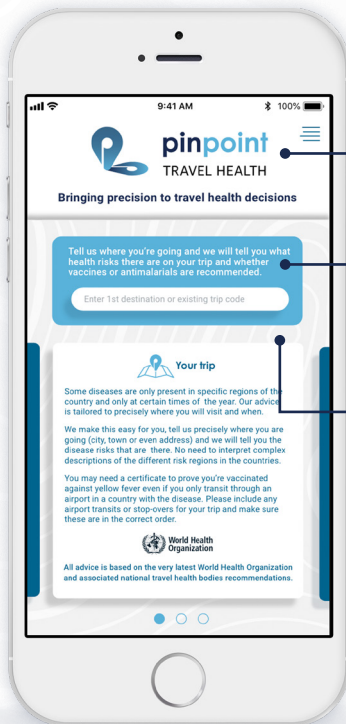 9:41 AM
100%
pinpoint
TRAVEL HEALTH
Bringing precision to travel health decisions
Tell us where you're going and we will tell you what
health risks there are on your trip and whether
vaccines or antimalarials are recommended.
Enter 1st destination or existing trip code
Your trip
Some diseases are only present in specific regions of the
country and only at certain times of the year. Our advice
is tailored to precisely where you will visit and when.
We make this easy for you, tell us precisely where you are
going (city, town or even address) and we will tell you the
disease risks that are there. No need to interpret complex
descriptions of the different risk regions in the countries.
You may need a certificate to prove you're vaccinated
against yellow fever even if you only transit through an
airport in a country with the disease. Please include any
airport transits or stop-overs for your trip and make sure
these are in the correct order.
World Health
Organization
All advice is based on the very latest World Health Organization
and associated national travel health bodies recommendations.